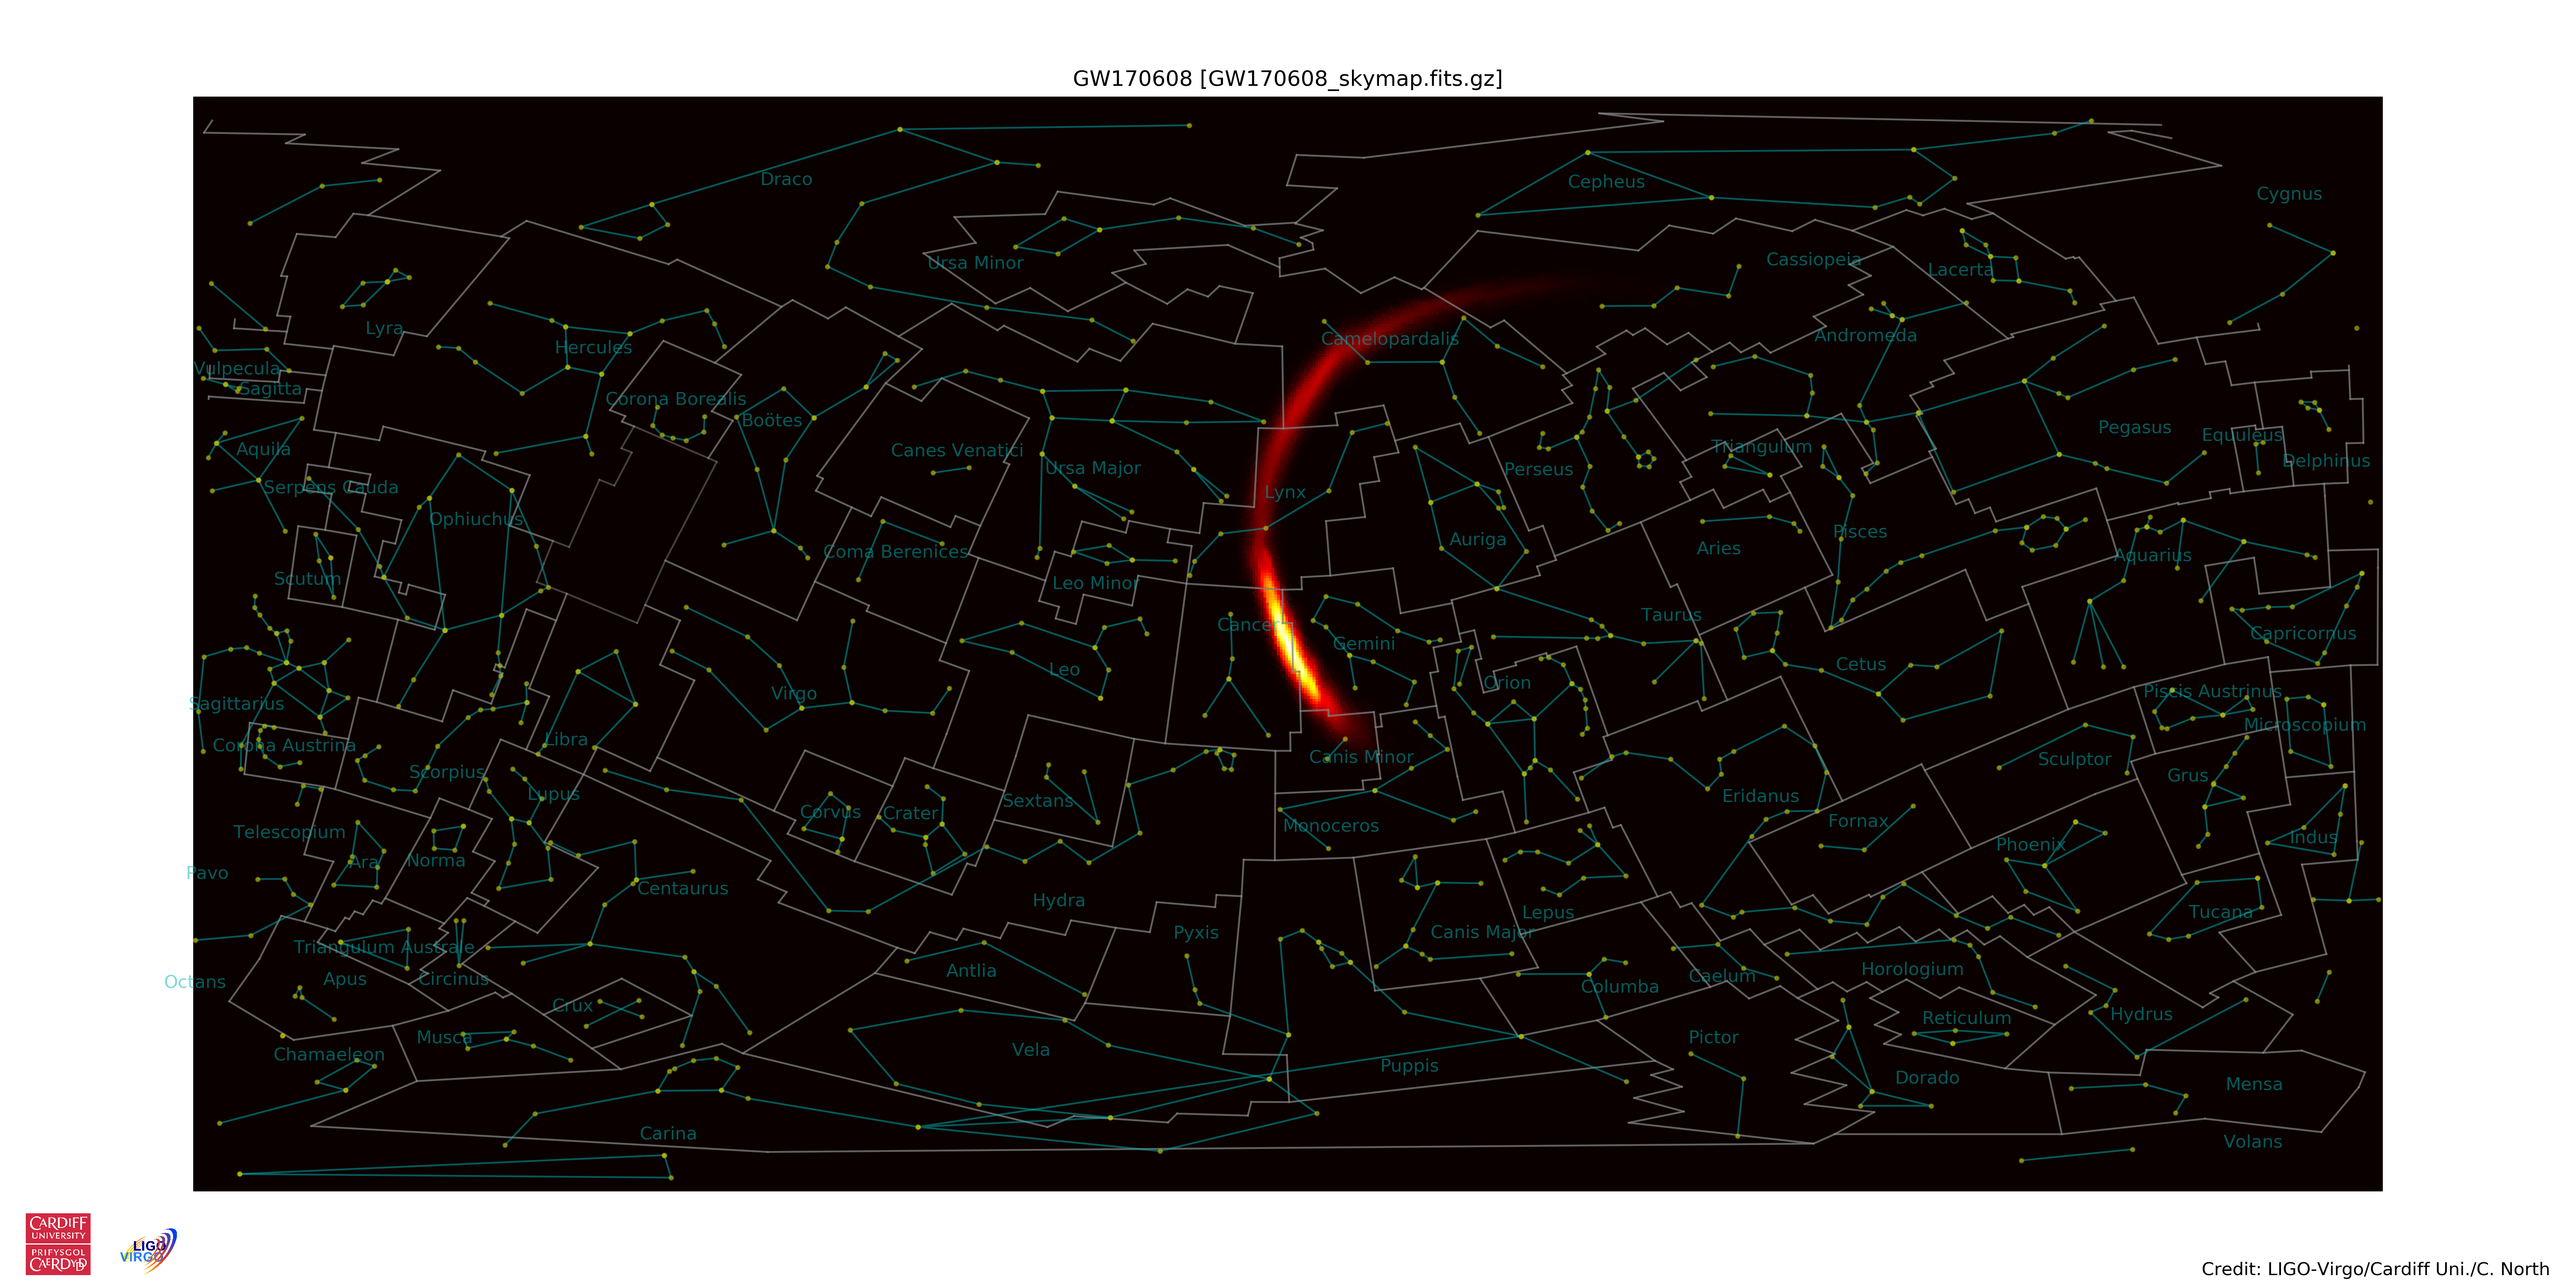 GW170608 [GW170608_skymap.fits.gz]
Draco
Cepheus
Cygnus
Ursa Minor
Cassiopeia
Lacerta
Lyra
Hercules
Camelopardalis
Andromeda
Vulpecula
Sagitta
Corona Borealis
Boötes
Canes Venatici
Ursa Major
Lynx
Perseus
Triangulum
Pegasus
Equuleus
Delphinus
Aquila
Serpens Cauda
Ophiuchus
Coma Berenices
Leo Minor
Auriga
Aries
Pisces
Aquarius
Scutum
Cancer
Gemini
Taurus
Cetus
Capricornus
Leo
Virgo
Orion
Sagittarius
Piscis Austrinus
Microscopium
Corona Austrina
Libra
Scorpius
Lupus
Canis Minor
Sculptor
Grus
Sextans
Corvus
Crater
Monoceros
Eridanus
Fornax
Phoenix
Indus
Telescopium
Ara
Norma
Pavo
Centaurus
Hydra
Lepus
Tucana
Triangulum Australe
Pyxis
Canis Major
Octans
Apus
Circinus
Antlia
Columba
Caelum
Horologium
Crux
Reticulum
Hydrus
Musca
Pictor
Chamaeleon
Vela
Puppis
Dorado
Mensa
Carina
Volans
CARDIFF
UNIVERSITY
PRIFYSGOL
CAERDYDD
LIGO
VIRGO
Credit: LIGO-Virgo/Cardiff Uni./C. North